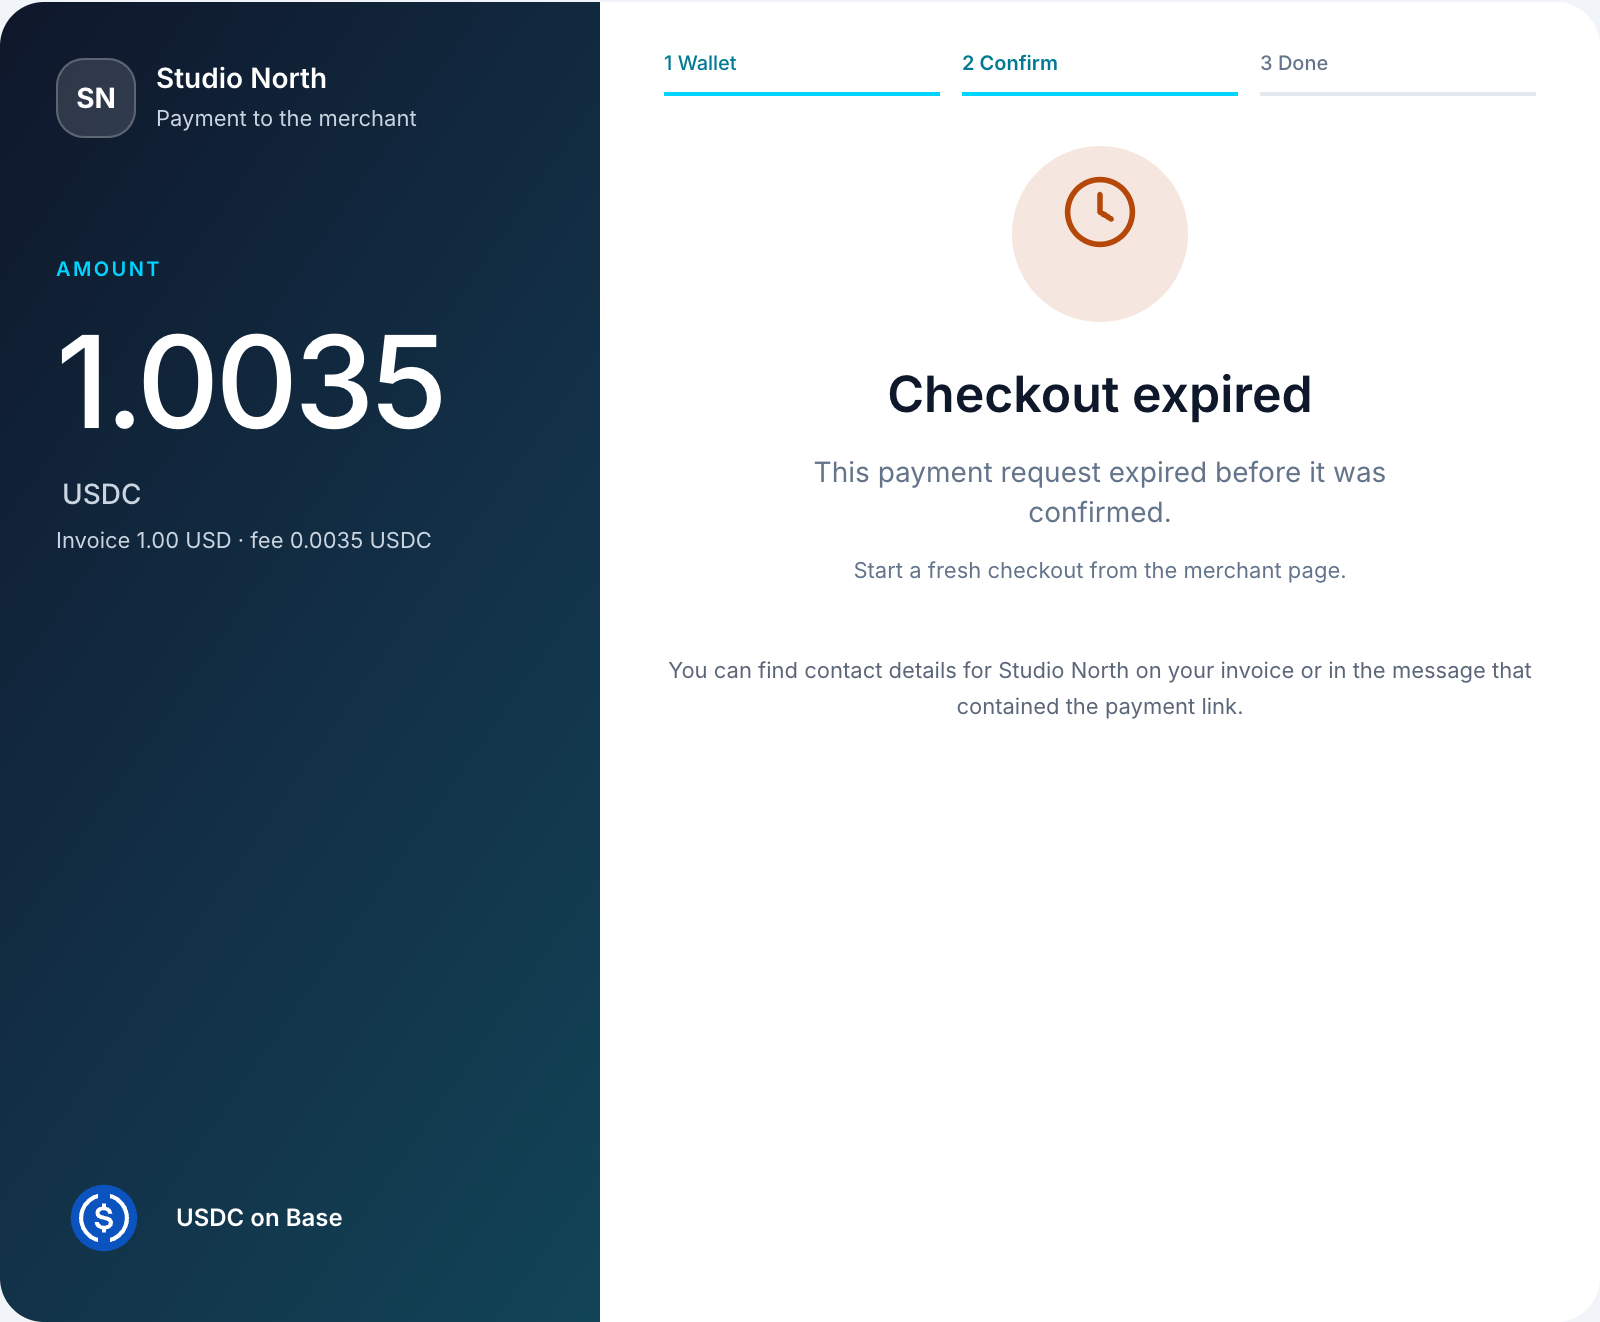 SN
Studio North
Payment to the merchant
AMOUNT
1.0035
USDC
Invoice 1.00 USD · fee 0.0035 USDC
$
USDC on Base
1 Wallet
2 Confirm
3 Done
Checkout expired
This payment request expired before it was
confirmed.
Start a fresh checkout from the merchant page.
You can find contact details for Studio North on your invoice or in the message that
contained the payment link.